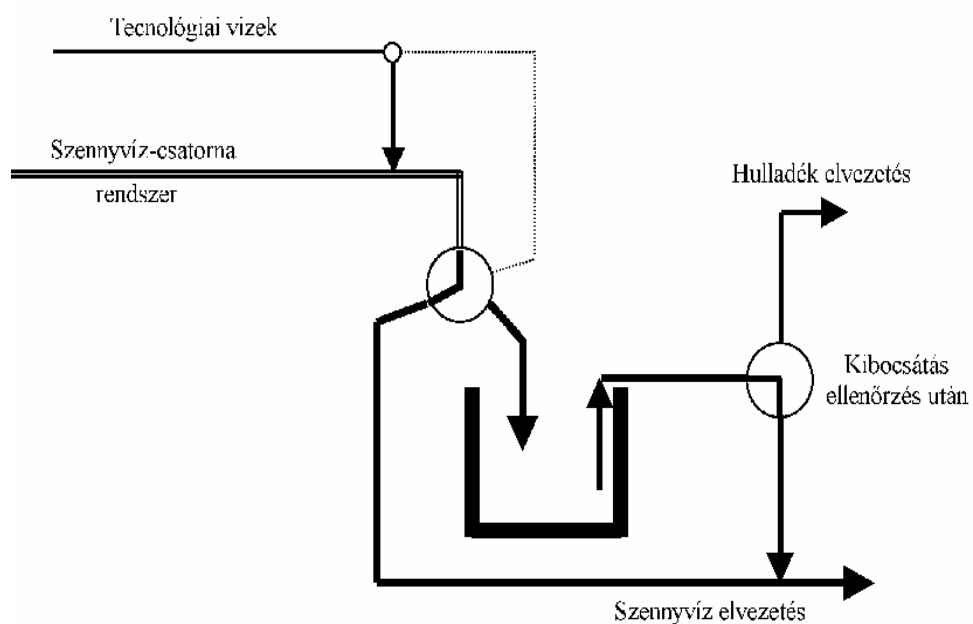 Tecnológiai vizek
Szennyvíz-csatorna
rendszer
Hulladék elvezetés
Kibocsátás
ellenőrzés után
Szennyvíz elvezetés